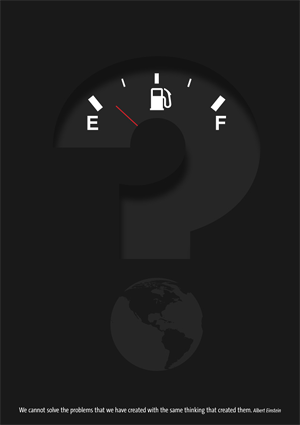 E F
We cannot solve the problems that we have created with the same thinking that created them. Albert Einstein